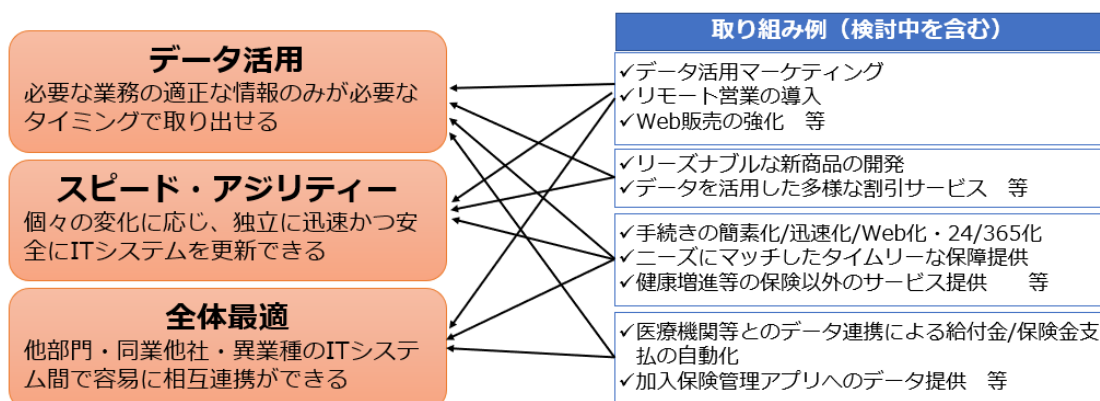 データ活用
必要な業務の適正な情報のみが必要な
タイミングで取り出せる
スピード・アジリティー
個々の変化に応じ、独立に迅速かつ安
全にITシステムを更新できる
全体最適
他部門・同業他社・異業種のITシステ
ム間で容易に相互連携ができる
取り組み例（検討中を含む）
✓データ活用マーケティング
✓リモート営業の導入
✓Web販売の強化　等
✓リーズナブルな新商品の開発
✓データを活用した多様な割引サービス　等
✓手続きの簡素化/迅速化/Web化・24/365化
✓ニーズにマッチしたタイムリーな保障提供
✓健康増進等の保険以外のサービス提供　　等
✓医療機関等とのデータ連携による給付金/保険金支
払の自動化
✓加入保険管理アプリへのデータ提供　等